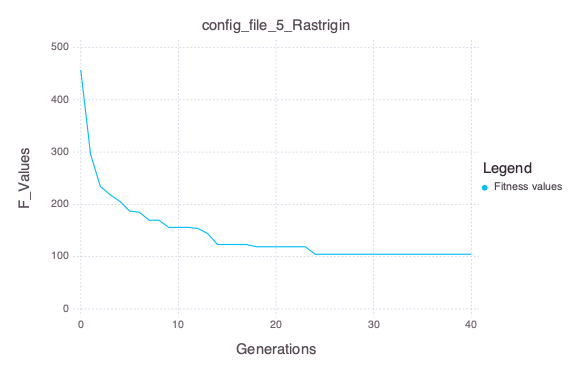 config_file_5_Rastrigin
500
400
300
200
100
0
F_Values
0 10 20 30 40
Generations
Legend
Fitness values